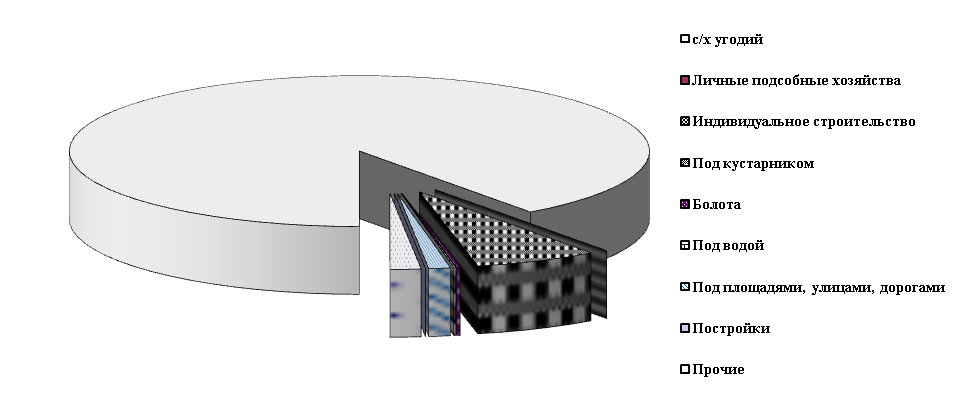 с/х угодий
Личные подсобные хозяйства
Индивидуальное строительство
Под кустарником
Болота
Под водой
Под площадями, улицами, дорогами
Постройки
Прочие